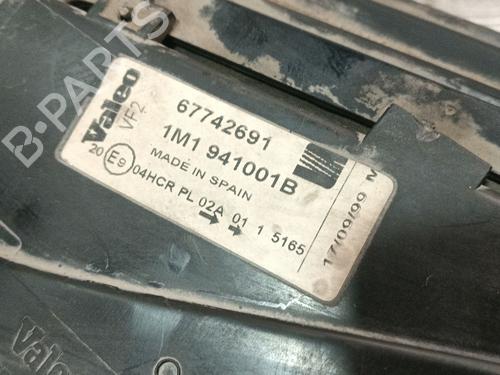 Valeo
VF2
67742691
1M1 941001B
MADE IN SPAIN
20 E9 04HCR PL 02A 01 1 5165
17/09/99 M
Valeo
B-PARTS